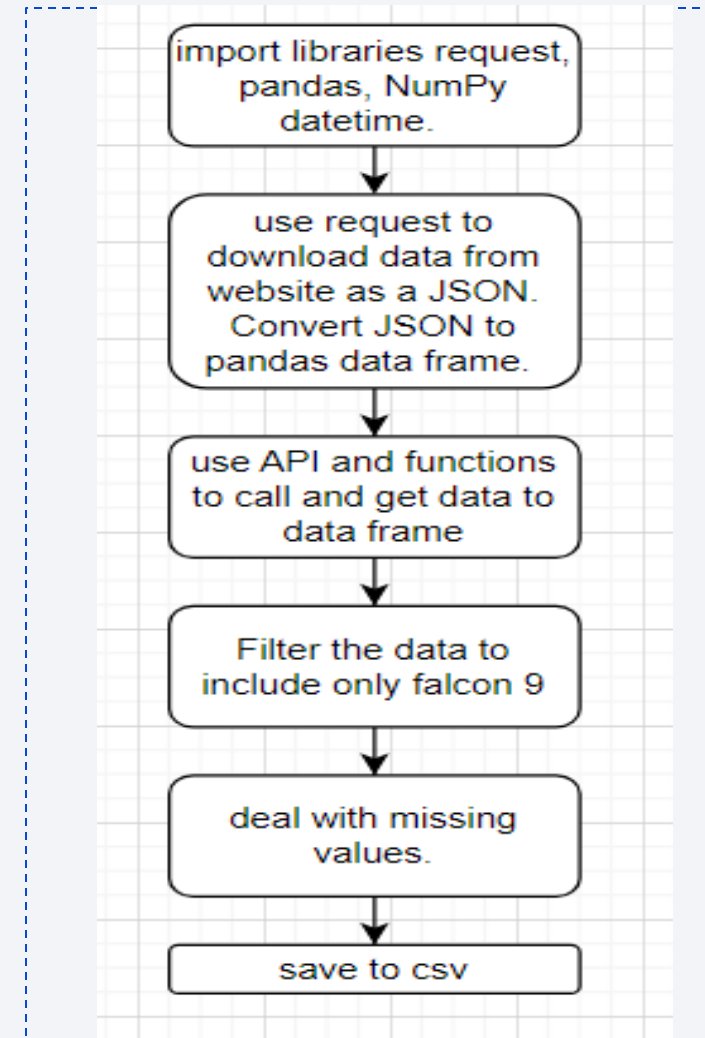 import libraries request,
pandas, NumPy
datetime.
use request to
download data from
website as a JSON.
Convert JSON to
pandas data frame.
use API and functions
to call and get data to
data frame
Filter the data to
include only falcon 9
deal with missing
values.
save to csv